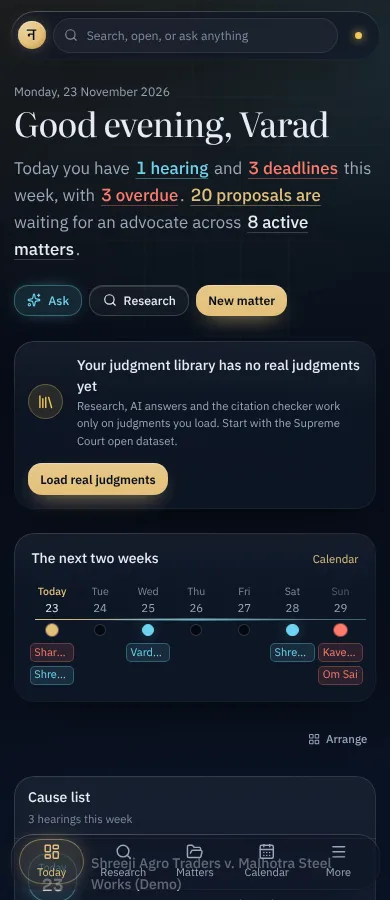 न
Search, open, or ask anything
Monday, 23 November 2026
Good evening, Varad
Today you have 1 hearing and 3 deadlines this
week, with 3 overdue. 20 proposals are
waiting for an advocate across 8 active
matters.
Ask
Research
New matter
Your judgment library has no real judgments
yet
Research, AI answers and the citation checker work
only on judgments you load. Start with the Supreme
Court open dataset.
Load real judgments
The next two weeks
Calendar
Today Tue Wed Thu Fri Sat Sun
23 24 25 26 27 28 29
Shar... Vard... Shre... Kave...
Shre... Om Sai
Arrange
Cause list
3 hearings this week
Shreeji Agro Traders v. Malhotra Steel
Works (Demo)
23
Today Research Matters Calendar More